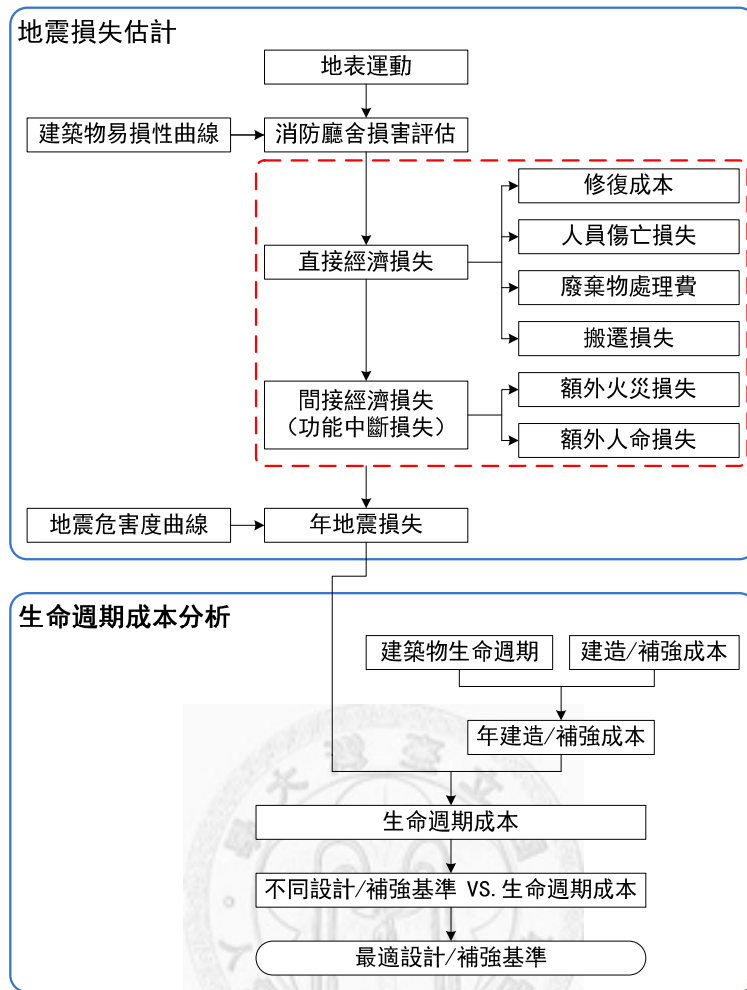 地震損失估計
地表運動
建築物易損性曲線
消防廳舍損害評估
修復成本
人員傷亡損失
直接經濟損失
廢棄物處理費
搬遷損失
間接經濟損失
（功能中斷損失）
額外火災損失
額外人命損失
地震危害度曲線
年地震損失
生命週期成本分析
建築物生命週期
建造/補強成本
年建造/補強成本
生命週期成本
不同設計/補強基準 VS. 生命週期成本
最適設計/補強基準